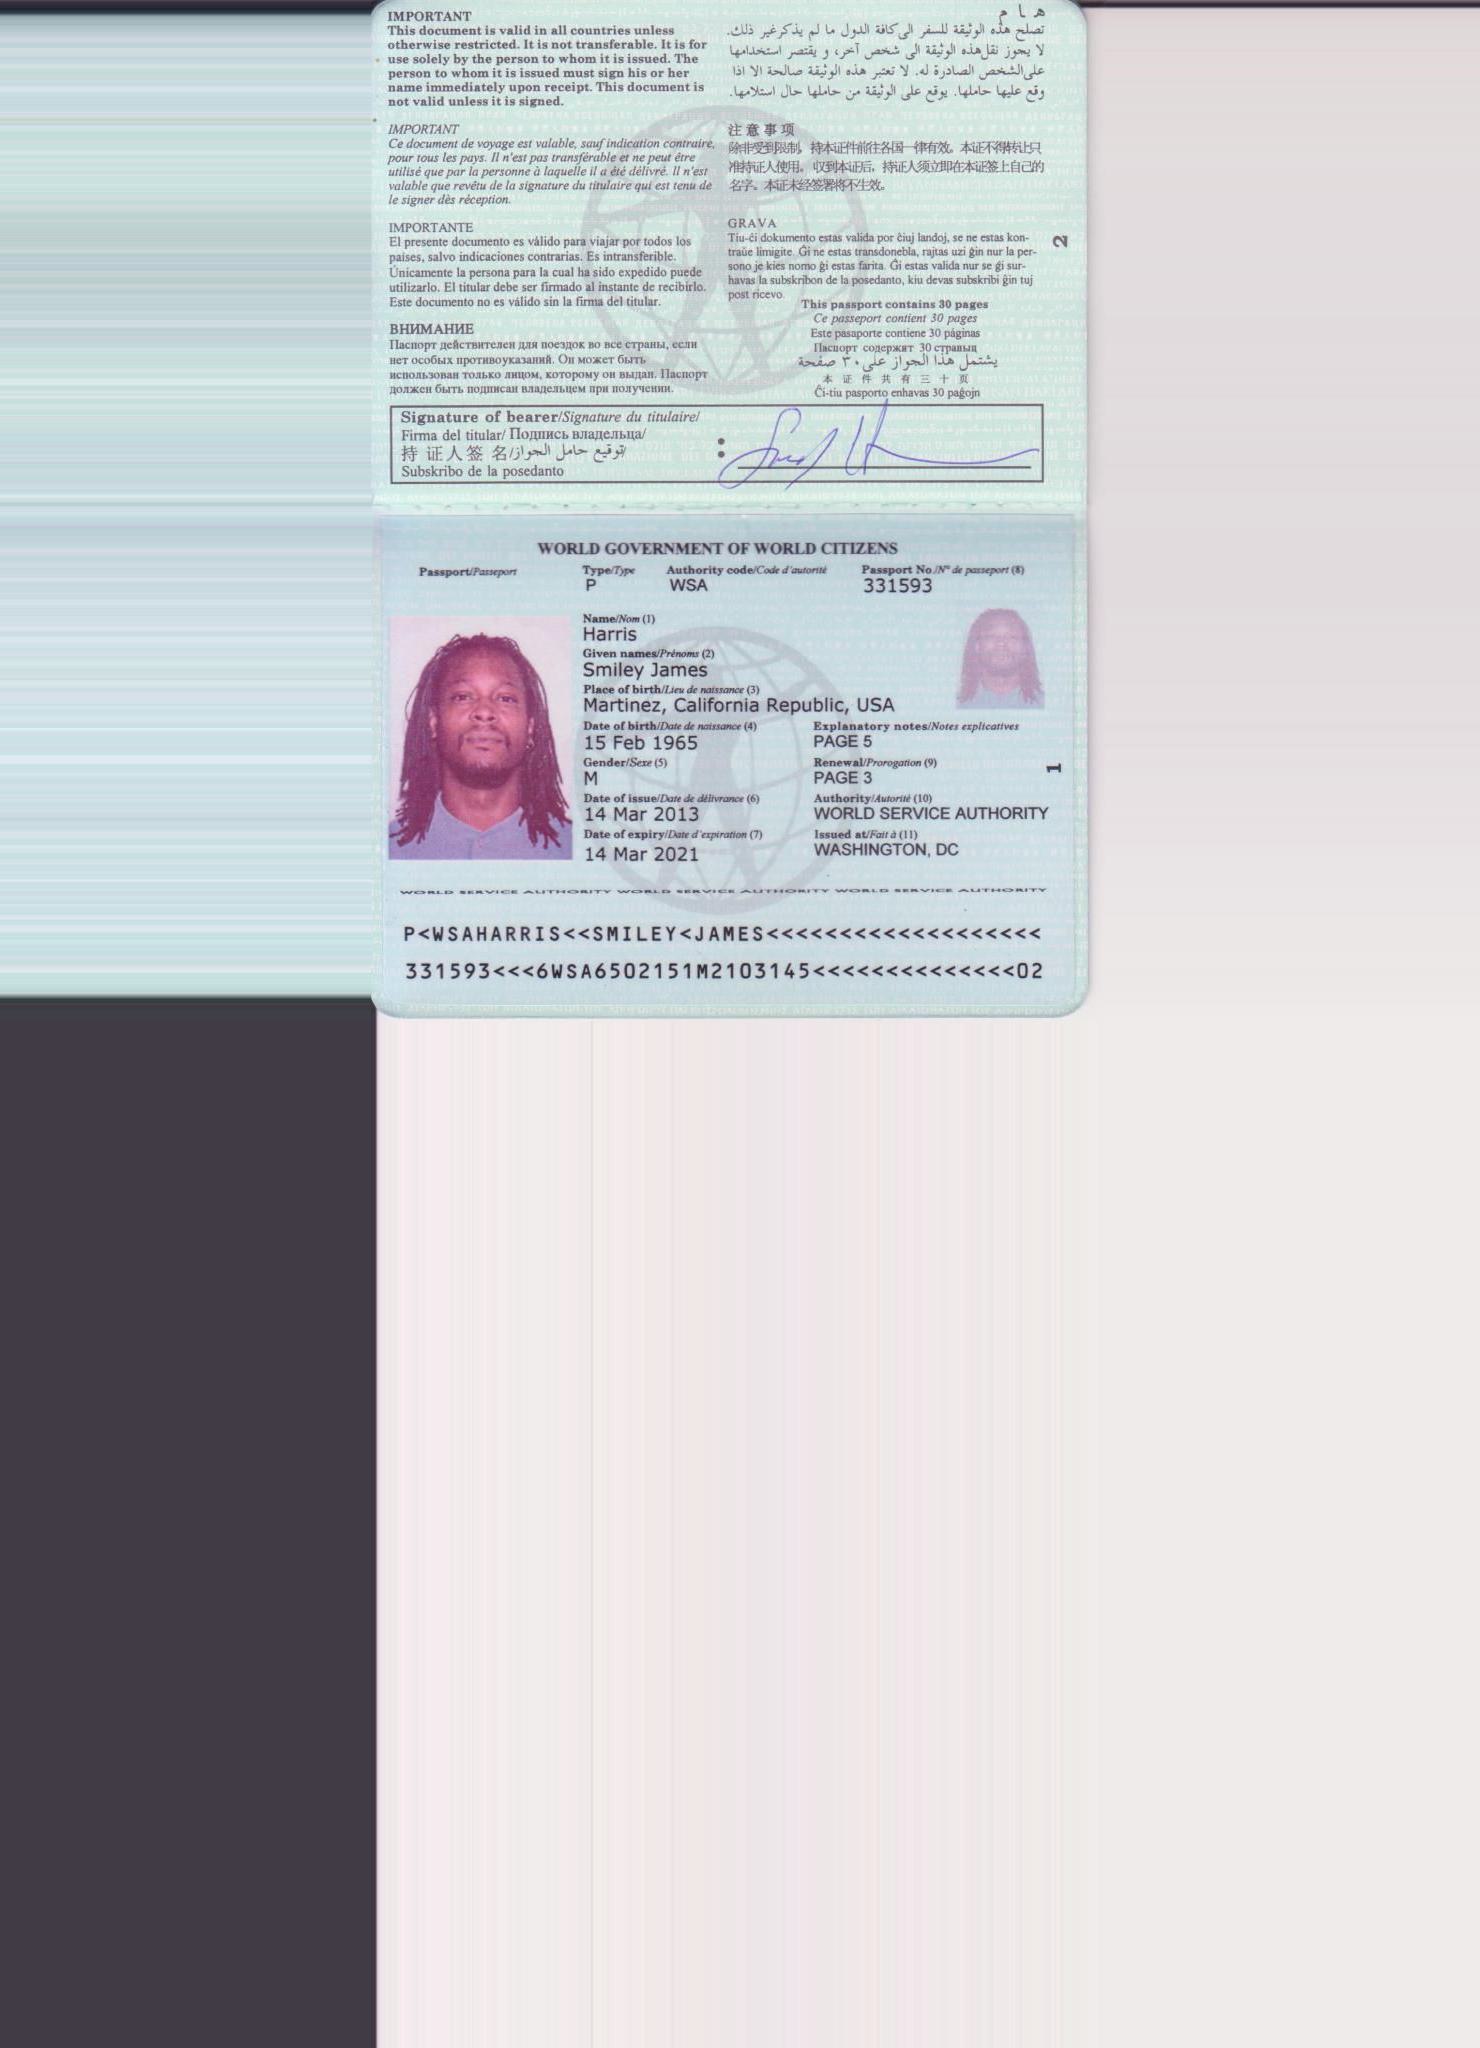 IMPORTANT
This document is valid in all countries unless
otherwise restricted. It is not transferable. It is for
use solely by the person to whom it is issued. The
person to whom it is issued must sign his or her
name immediately upon receipt. This document is
not valid unless it is signed.
IMPORTANT
Ce document de voyage est valable, sauf indication contraire,
pour tous les pays. Il n'est pas transférable et ne peut être
utilisé que par la personne à laquelle il a été délivré. Il n'est
valable que revêtu de la signature du titulaire qui est tenu de
le signer dès réception.
IMPORTANTE
El presente documento es válido para viajar por todos los
paises, salvo indicaciones contrarias. Es intransferible.
Únicamente la persona para la cual ha sido expedido puede
utilizarlo. El titular debe ser firmado al instante de recibirlo.
Este documento no es válido sin la firma del titular.
ВНИМАНИЕ
Паспорт действителен для поездок во все страны, если
нет особых противоуказаний. Он может быть
использован только лицом, которому он выдан. Паспорт
должен быть подписан владельцем при получении.
هـا م
تصلح هذه الوثيقة للسفر الى كافة الدول ما لم يذكر غير ذلك.
لا يجوز نقل هذه الوثيقة الى شخص آخر، و يقتصر استخدامها
على الشخص الصادرة له. لا تعتبر هذه الوثيقة صالحة الا اذا
وقع عليها حاملها. يوقع على الوثيقة من حاملها حال استلامها.
注意事项
除非受到限制，持本证件前往各国一律有效。本证不得转让只
准持证人使用。收到本证后，持证人须立即在本证签上自己的
名字。本证未经签署将不生效。
GRAVA
Tiu-ĉi dokumento estas valida por ĉiuj landoj, se ne estas kon-
traŭe limigite. Ĝi ne estas transdonebla, rajtas uzi ĝin nur la per-
sono je kies nomo ĝi estas farita. Ĝi estas valida nur se ĝi sur-
havas la subskribon de la posedanto, kiu devas subskribi ĝin tuj
post ricevo.
This passport contains 30 pages
Ce passeport contient 30 pages
Este pasaporte contiene 30 páginas
Паспорт содержят 30 страныц
يشتمل هذا الجواز على ٣٠ صفحة
本证件共有三十页
Ĉi-tiu pasporto enhavas 30 paĝojn
2
Signature of bearer/Signature du titulaire/
Firma del titular/ Подпись владельца/
持证人签名/توقيع حامل الجواز/
Subskribo de la posedanto
:
WORLD GOVERNMENT OF WORLD CITIZENS
Passport/Passeport
Type/Type
P
Authority code/Code d'autorité
WSA
Passport No./Nº de passeport (8)
331593
Name/Nom (1)
Harris
Given names/Prénoms (2)
Smiley James
Place of birth/Lieu de naissance (3)
Martinez, California Republic, USA
Date of birth/Date de naissance (4)
15 Feb 1965
Explanatory notes/Notes explicatives
PAGE 5
Gender/Sexe (5)
M
Renewal/Prorogation (9)
PAGE 3
Date of issue/Date de délivrance (6)
14 Mar 2013
Authority/Autorité (10)
WORLD SERVICE AUTHORITY
Date of expiry/Date d'expiration (7)
14 Mar 2021
Issued at/Fait à (11)
WASHINGTON, DC
1
WORLD SERVICE AUTHORITY WORLD SERVICE AUTHORITY WORLD SERVICE AUTHORITY
P<WSAHARRIS<<SMILEY<JAMES<<<<<<<<<<<<<<<<<<<
331593<<<6WSA6502151M2103145<<<<<<<<<<<<<<02